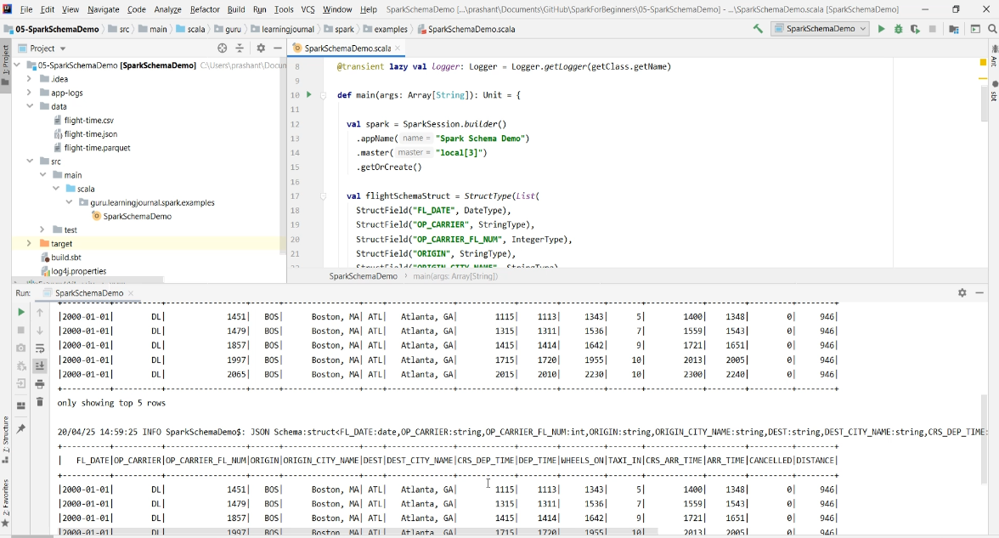 File Edit View Navigate Code Analyze Refactor Build Run Tools VCS Window Help SparkSchemaDemo [...\prashant\Documents\GitHub\SparkForBeginners\05-SparkSchemaDemo] - ...\SparkSchemaDemo.scala [SparkSchemaDemo]
05-SparkSchemaDemo src main scala guru learningjournal spark examples SparkSchemaDemo.scala SparkSchemaDemo
1: Project
Project
05-SparkSchemaDemo [SparkSchemaDemo] C:\Users\prashant\Docun
.idea
app-logs
data
flight-time.csv
flight-time.json
flight-time.parquet
src
main
scala
guru.learningjournal.spark.examples
SparkSchemaDemo
test
target
build.sbt
log4j.properties
SparkSchemaDemo.scala
8 @transient lazy val logger: Logger = Logger.getLogger(getClass.getName)
9
10 def main(args: Array[String]): Unit = {
11
12 val spark = SparkSession.builder()
13 .appName( name = "Spark Schema Demo")
14 .master( master = "local[3]")
15 .getOrCreate()
16
17 val flightSchemaStruct = StructType(List(
18 StructField("FL_DATE", DateType),
19 StructField("OP_CARRIER", StringType),
20 StructField("OP_CARRIER_FL_NUM", IntegerType),
21 StructField("ORIGIN", StringType),
22 StructField("ORIGIN_CITY_NAME", StringType)
SparkSchemaDemo main(args: Array[String])
Ant
sbt
Run: SparkSchemaDemo
|2000-01-01| DL| 1451| BOS| Boston, MA| ATL| Atlanta, GA| 1115| 1113| 1343| 5| 1400| 1348| 0| 946|
|2000-01-01| DL| 1479| BOS| Boston, MA| ATL| Atlanta, GA| 1315| 1311| 1536| 7| 1559| 1543| 0| 946|
|2000-01-01| DL| 1857| BOS| Boston, MA| ATL| Atlanta, GA| 1415| 1414| 1642| 9| 1721| 1651| 0| 946|
|2000-01-01| DL| 1997| BOS| Boston, MA| ATL| Atlanta, GA| 1715| 1720| 1955| 10| 2013| 2005| 0| 946|
|2000-01-01| DL| 2065| BOS| Boston, MA| ATL| Atlanta, GA| 2015| 2010| 2230| 10| 2300| 2240| 0| 946|
only showing top 5 rows
20/04/25 14:59:25 INFO SparkSchemaDemo$: JSON Schema:struct<FL_DATE:date,OP_CARRIER:string,OP_CARRIER_FL_NUM:int,ORIGIN:string,ORIGIN_CITY_NAME:string,DEST:string,DEST_CITY_NAME:string,CRS_DEP_TIME:
| FL_DATE|OP_CARRIER|OP_CARRIER_FL_NUM|ORIGIN|ORIGIN_CITY_NAME|DEST|DEST_CITY_NAME|CRS_DEP_TIME|DEP_TIME|WHEELS_ON|TAXI_IN|CRS_ARR_TIME|ARR_TIME|CANCELLED|DISTANCE|
|2000-01-01| DL| 1451| BOS| Boston, MA| ATL| Atlanta, GA| 1115| 1113| 1343| 5| 1400| 1348| 0| 946|
|2000-01-01| DL| 1479| BOS| Boston, MA| ATL| Atlanta, GA| 1315| 1311| 1536| 7| 1559| 1543| 0| 946|
|2000-01-01| DL| 1857| BOS| Boston, MA| ATL| Atlanta, GA| 1415| 1414| 1642| 9| 1721| 1651| 0| 946|
|2000-01-01| DL| 1997| BOS| Boston, MA| ATL| Atlanta, GA| 1715| 1720| 1955| 10| 2013| 2005| 0| 946|
Z: Structure
2: Favorites